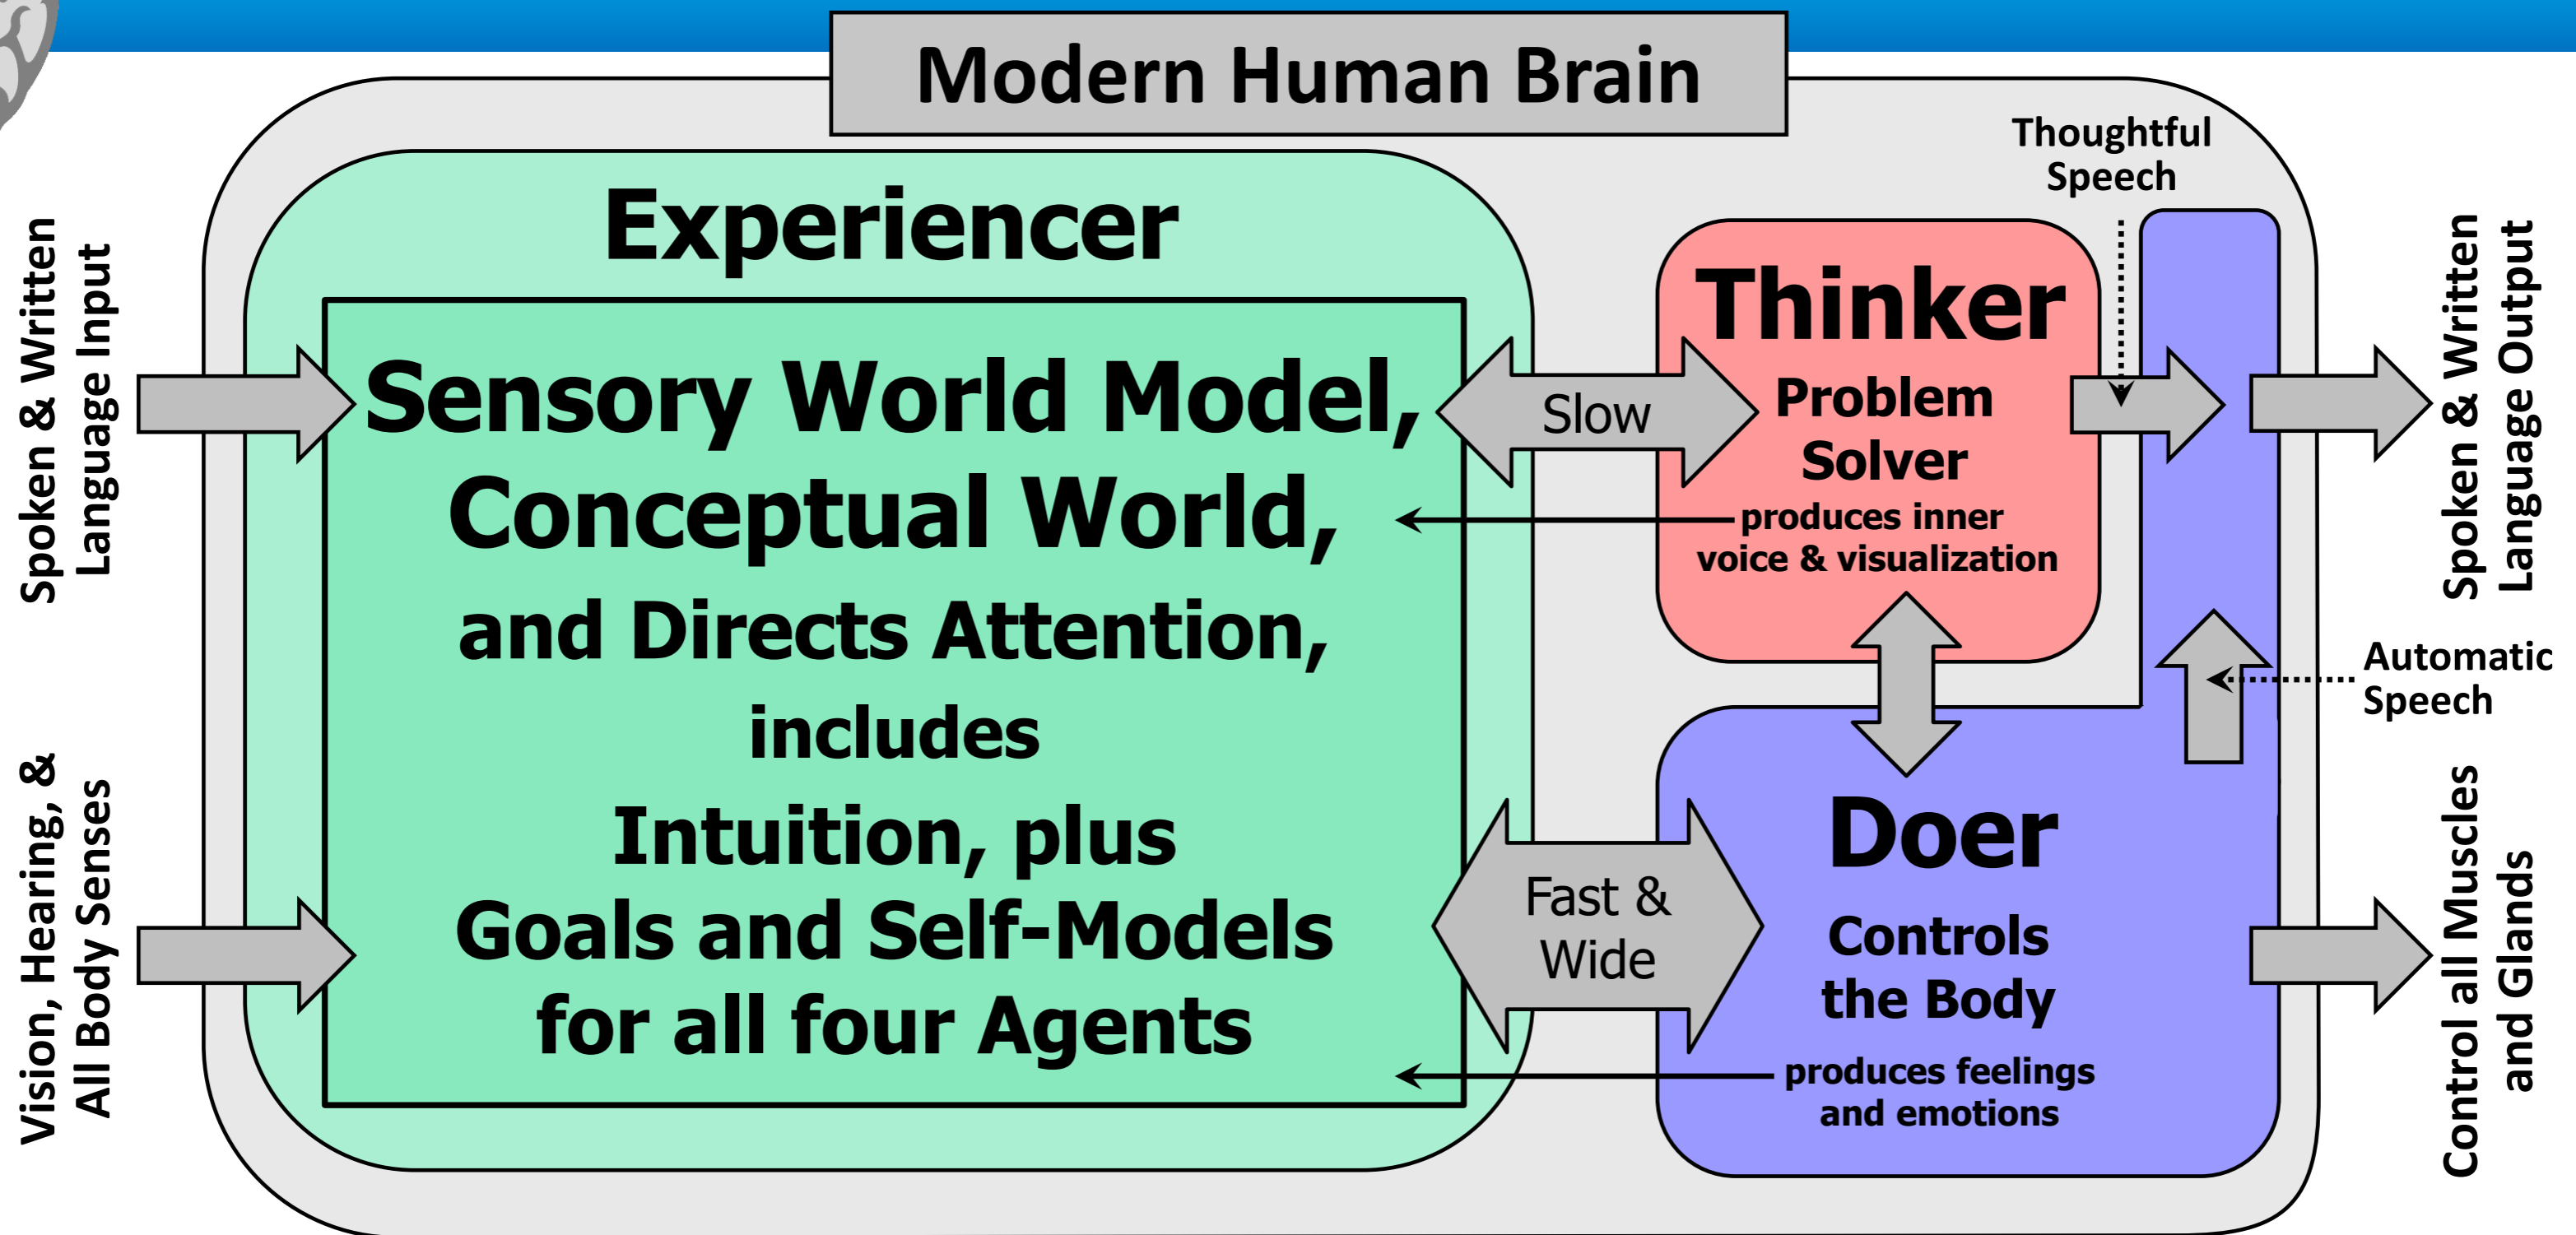 Modern Human Brain
Spoken & Written
Language Input
Vision, Hearing, &
All Body Senses
Experiencer
Sensory World Model,
Conceptual World,
and Directs Attention,
includes
Intuition, plus
Goals and Self-Models
for all four Agents
Slow
Fast &
Wide
Thinker
Problem
Solver
produces inner
voice & visualization
Doer
Controls
the Body
produces feelings
and emotions
Thoughtful
Speech
Automatic
Speech
Spoken & Written
Language Output
Control all Muscles
and Glands